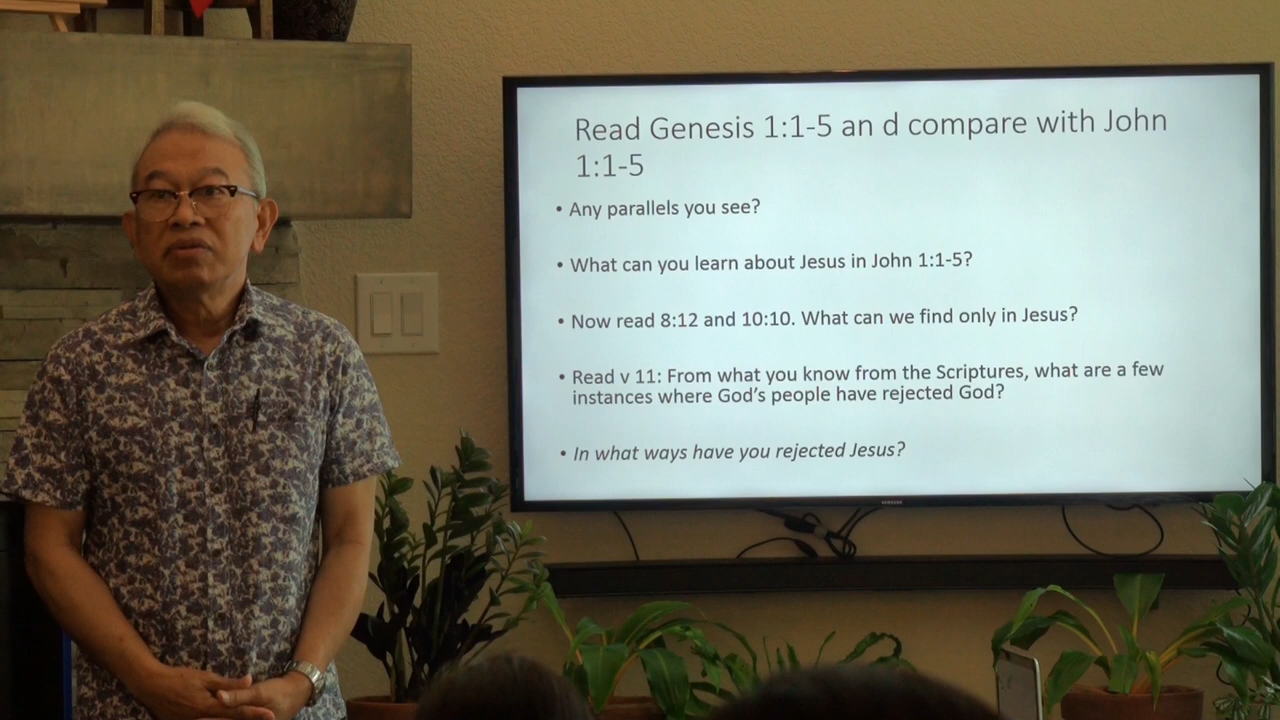 Read Genesis 1:1-5 an d compare with John
1:1-5
• Any parallels you see?
• What can you learn about Jesus in John 1:1-5?
• Now read 8:12 and 10:10. What can we find only in Jesus?
• Read v 11: From what you know from the Scriptures, what are a few
instances where God's people have rejected God?
• In what ways have you rejected Jesus?
SAMSUNG